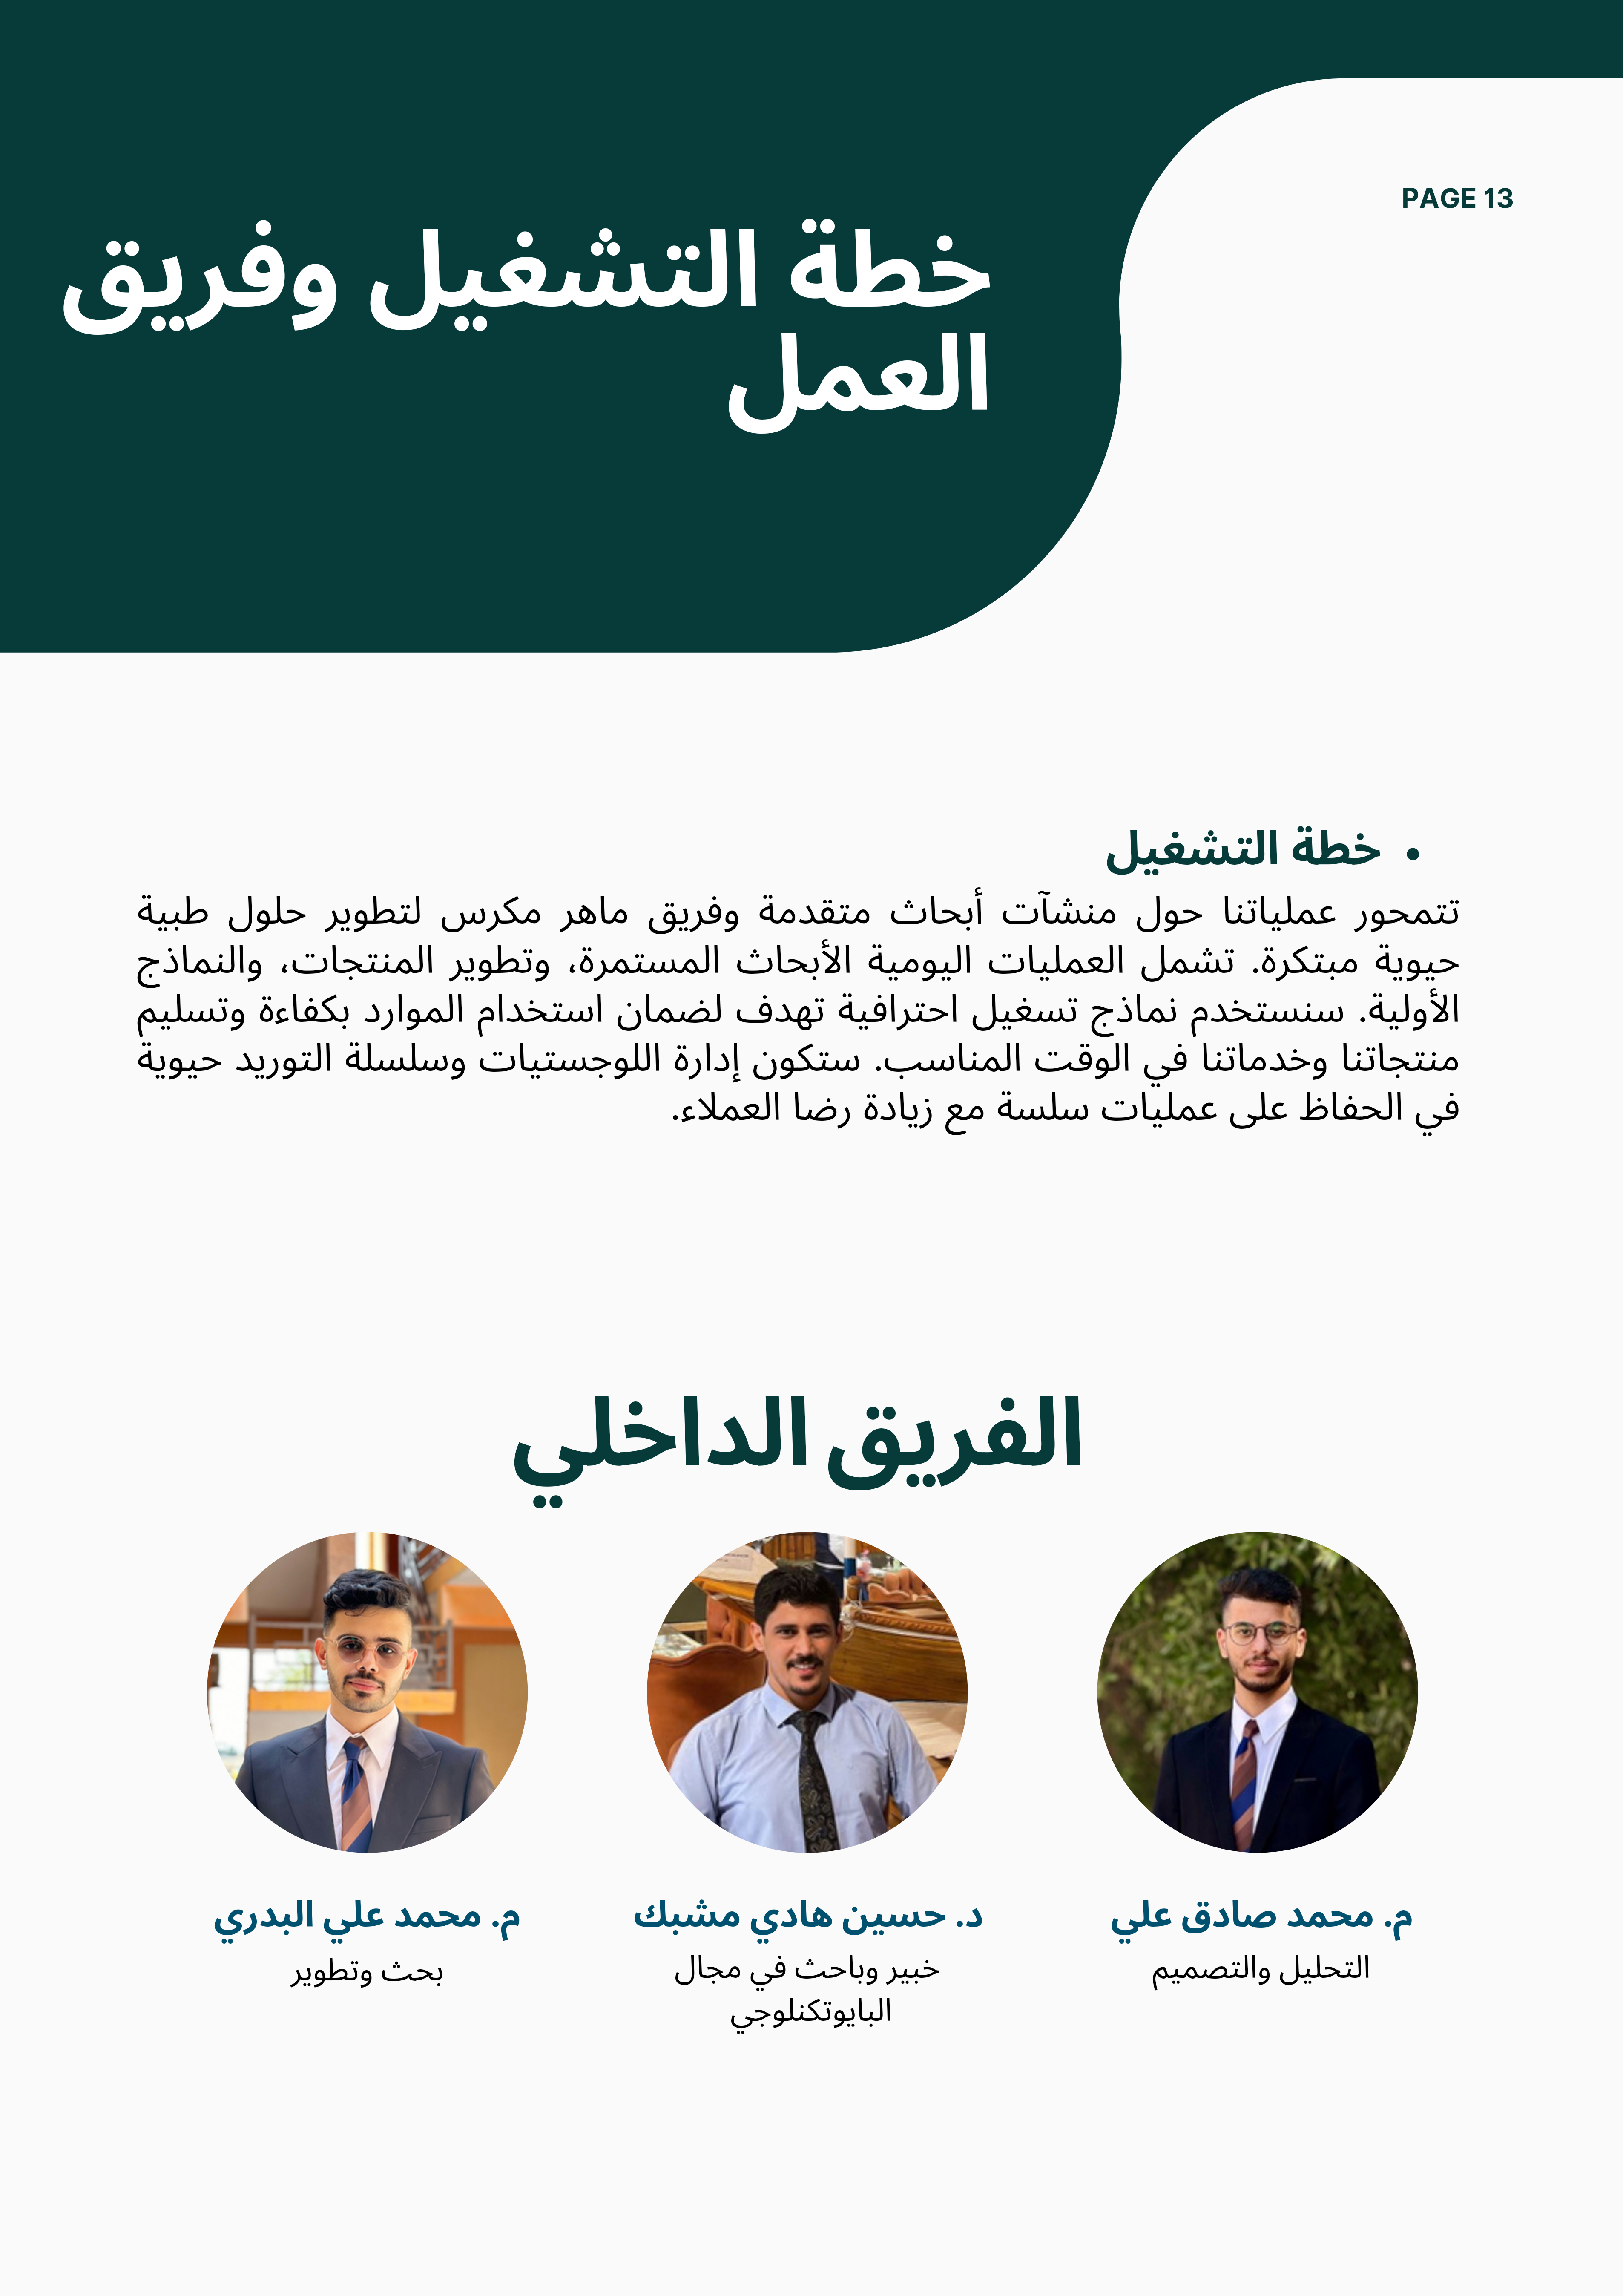 PAGE 13
خطة التشغيل وفريق
العمل
• خطة التشغيل
تتمحور عملياتنا حول منشآت أبحاث متقدمة وفريق ماهر مكرس لتطوير حلول طبية
حيوية مبتكرة. تشمل العمليات اليومية الأبحاث المستمرة، وتطوير المنتجات، والنماذج
الأولية. سنستخدم نماذج تسغيل احترافية تهدف لضمان استخدام الموارد بكفاءة وتسليم
منتجاتنا وخدماتنا في الوقت المناسب. ستكون إدارة اللوجستيات وسلسلة التوريد حيوية
في الحفاظ على عمليات سلسة مع زيادة رضا العملاء.
الفريق الداخلي
م. محمد صادق علي
التحليل والتصميم
د. حسين هادي مشبك
خبير وباحث في مجال
البايوتكنلوجي
م. محمد علي البدري
بحث وتطوير